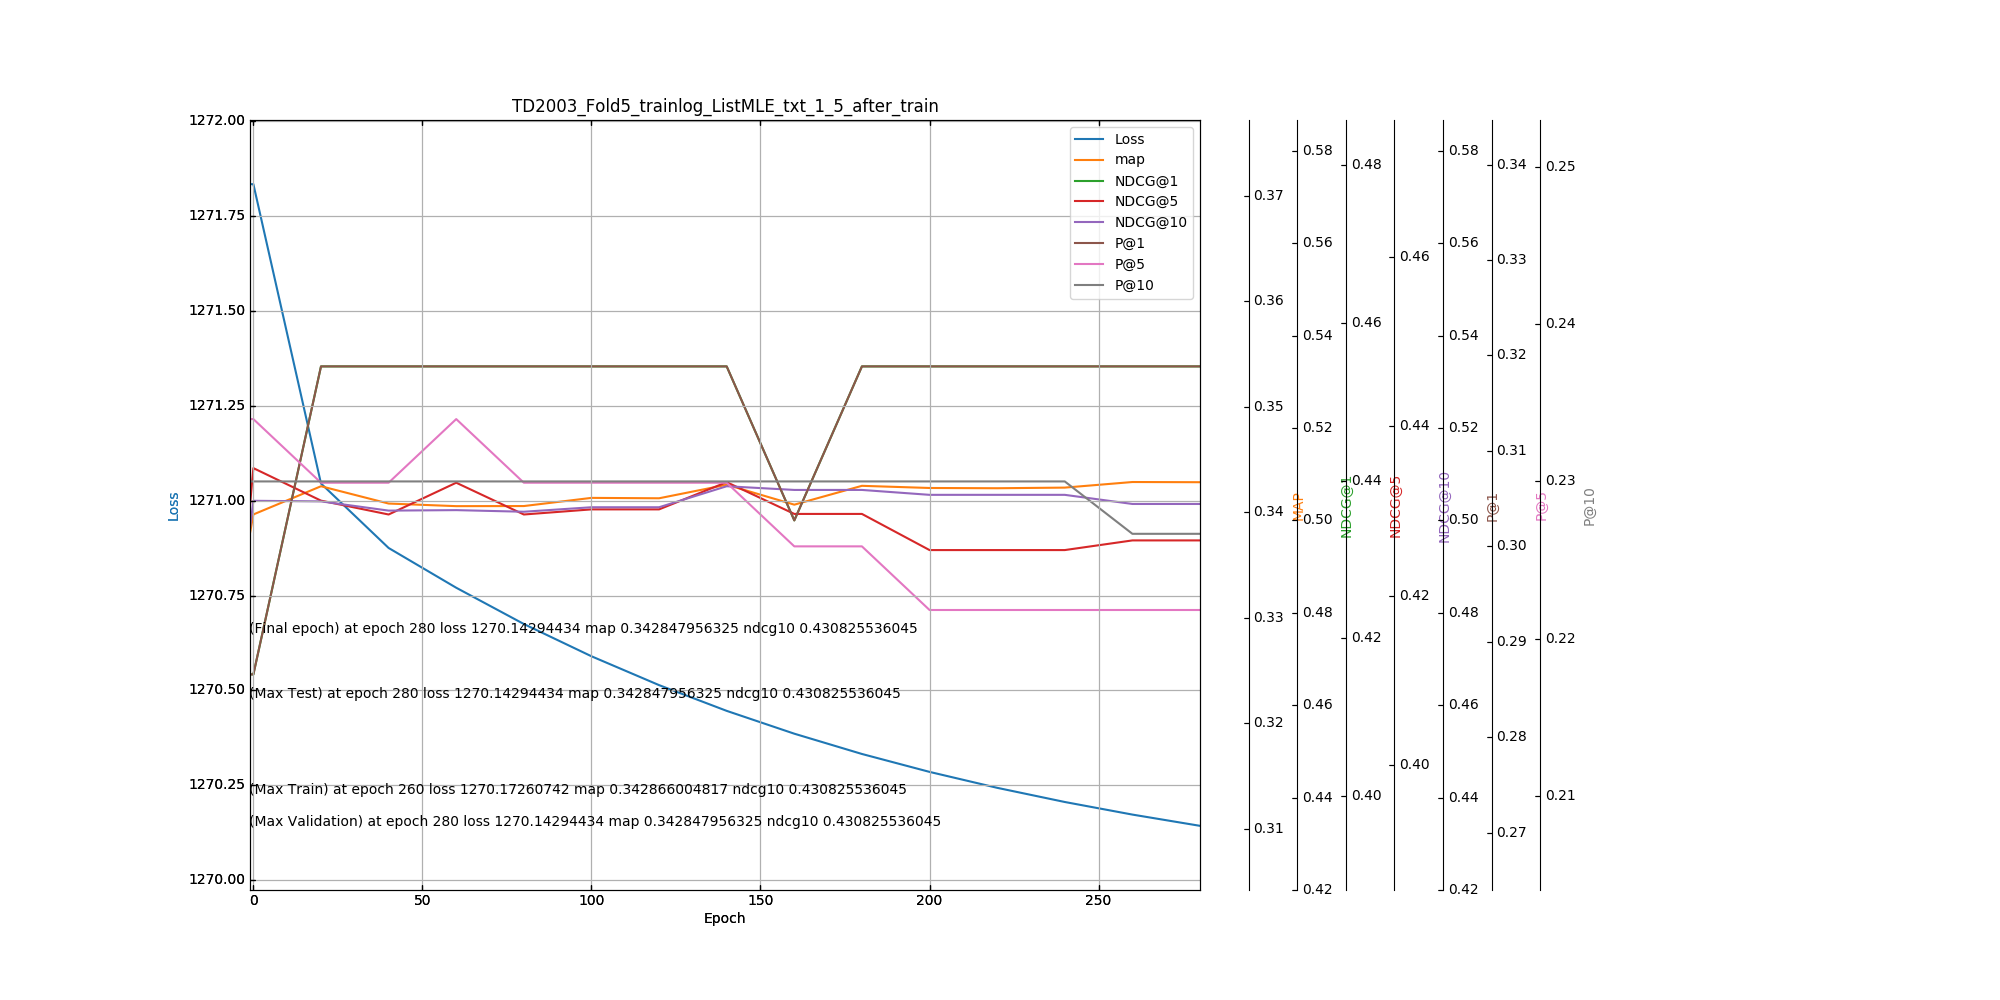 TD2003_Fold5_trainlog_ListMLE_txt_1_5_after_train
1272.00
1271.75
1271.50
1271.25
1271.00
1270.75
1270.50
1270.25
1270.00
Loss
Loss
map
NDCG@1
NDCG@5
NDCG@10
P@1
P@5
P@10
(Final epoch) at epoch 280 loss 1270.14294434 map 0.342847956325 ndcg10 0.430825536045
(Max Test) at epoch 280 loss 1270.14294434 map 0.342847956325 ndcg10 0.430825536045
(Max Train) at epoch 260 loss 1270.17260742 map 0.342866004817 ndcg10 0.430825536045
(Max Validation) at epoch 280 loss 1270.14294434 map 0.342847956325 ndcg10 0.430825536045
0 50 100 150 200 250
Epoch
0.37
0.36
0.35
0.34
0.33
0.32
0.31
MAP
0.58
0.56
0.54
0.52
0.50
0.48
0.46
0.44
0.42
NDCG@1
0.48
0.46
0.44
0.42
0.40
NDCG@5
0.46
0.44
0.42
0.40
NDCG@10
0.58
0.56
0.54
0.52
0.50
0.48
0.46
0.44
0.42
P@1
0.34
0.33
0.32
0.31
0.30
0.29
0.28
0.27
P@5
0.25
0.24
0.23
0.22
0.21
P@10